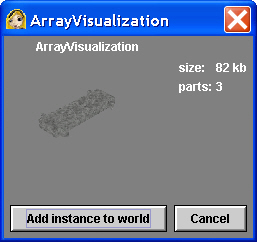 ArrayVisualization
ArrayVisualization
size: 82 kb
parts: 3
Add instance to world
Cancel